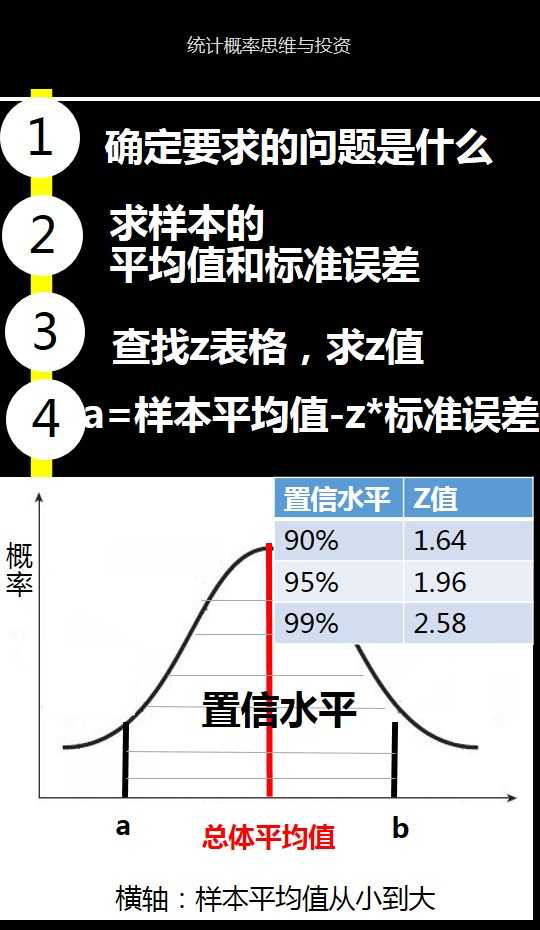 统计概率思维与投资
1
确定要求的问题是什么
2
求样本的
平均值和标准误差
3
查找z表格，求z值
4
a=样本平均值-z*标准误差
置信水平 Z值
90% 1.64
95% 1.96
99% 2.58
概率
置信水平
a
总体平均值
b
横轴：样本平均值从小到大